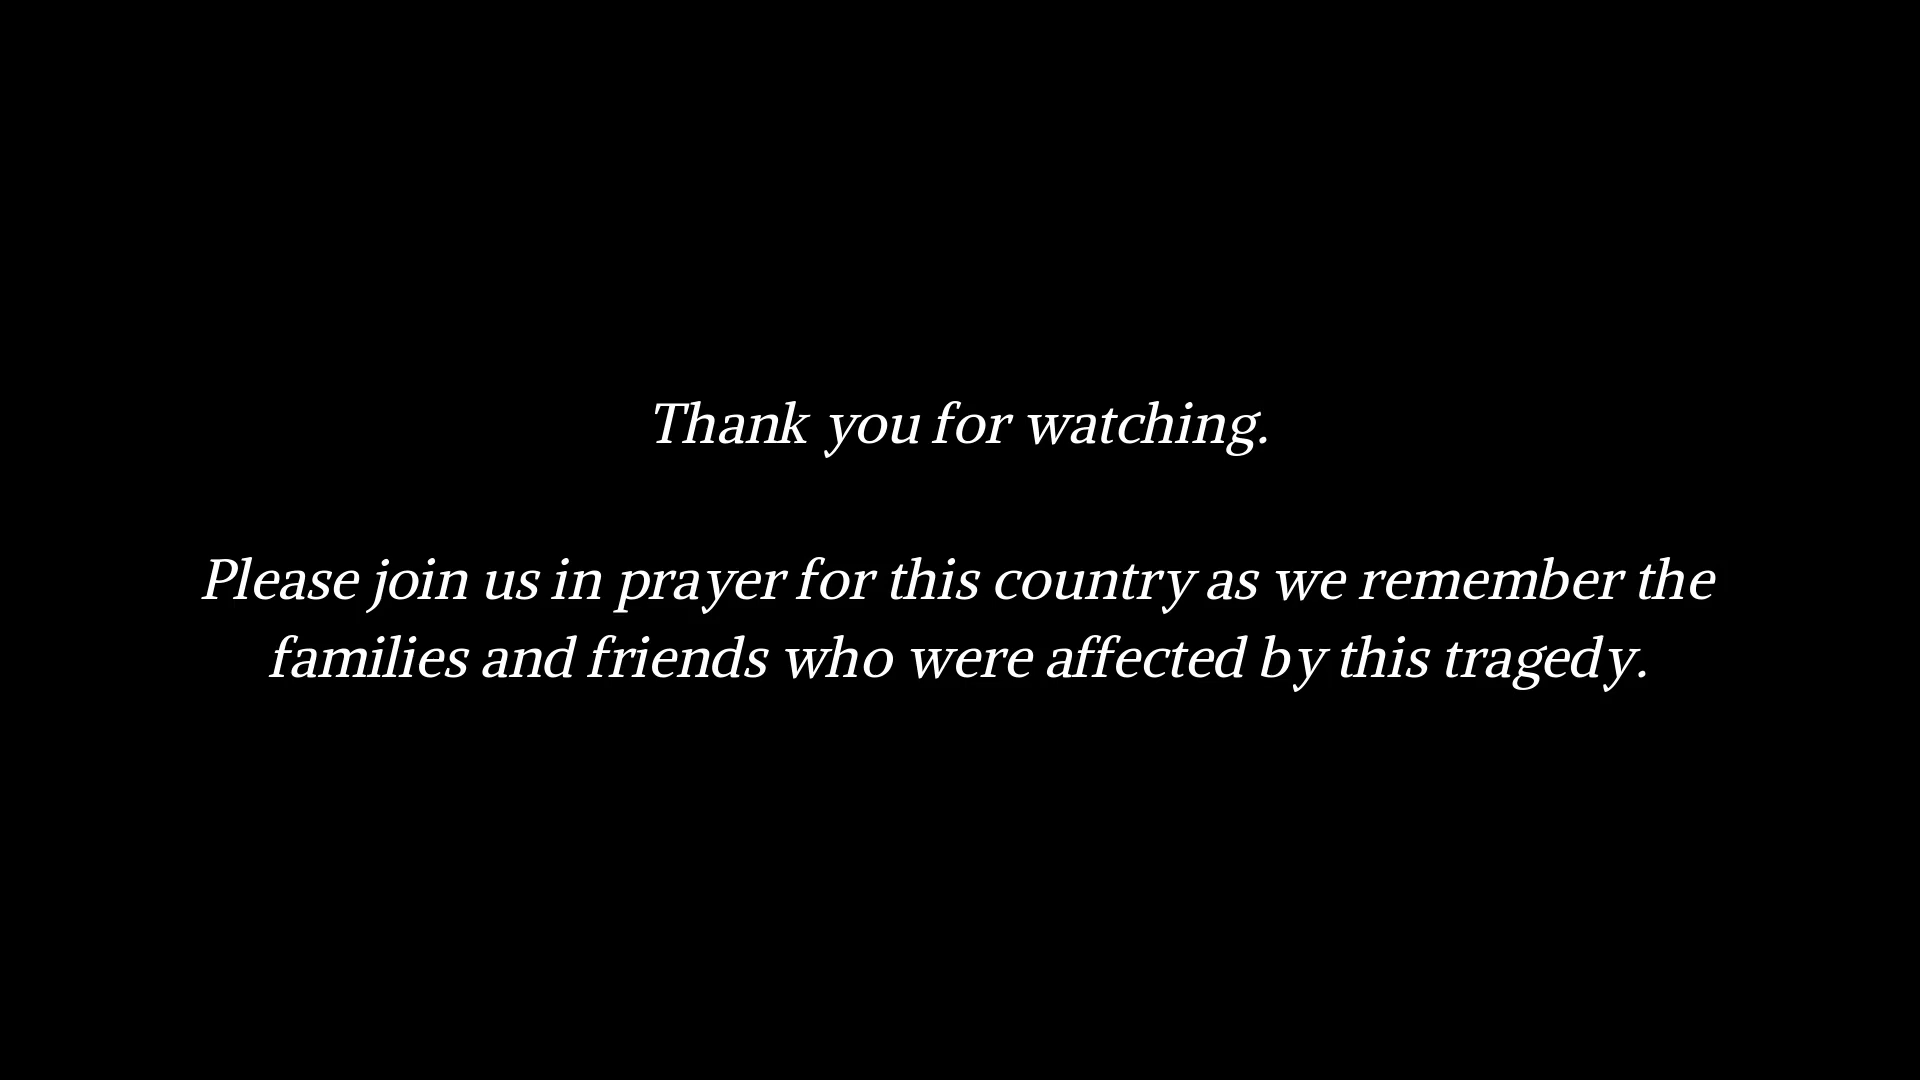 Thank you for watching.
Please join us in prayer for this country as we remember the
families and friends who were affected by this tragedy.